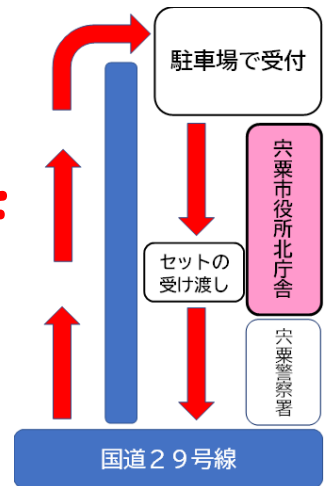 駐車場で受付
宍粟市役所北庁舎
セットの
受け渡し
宍粟警察署
国道２９号線